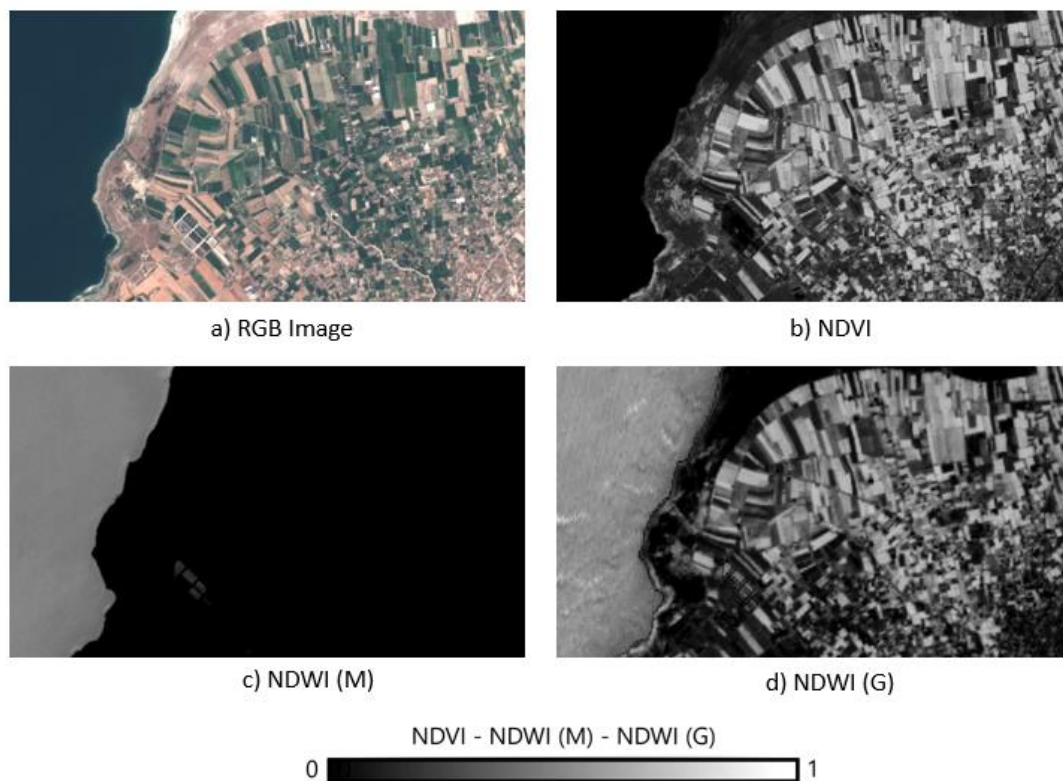 a) RGB Image
b) NDVI
c) NDWI (M)
d) NDWI (G)
NDVI - NDWI (M) - NDWI (G)
0 1